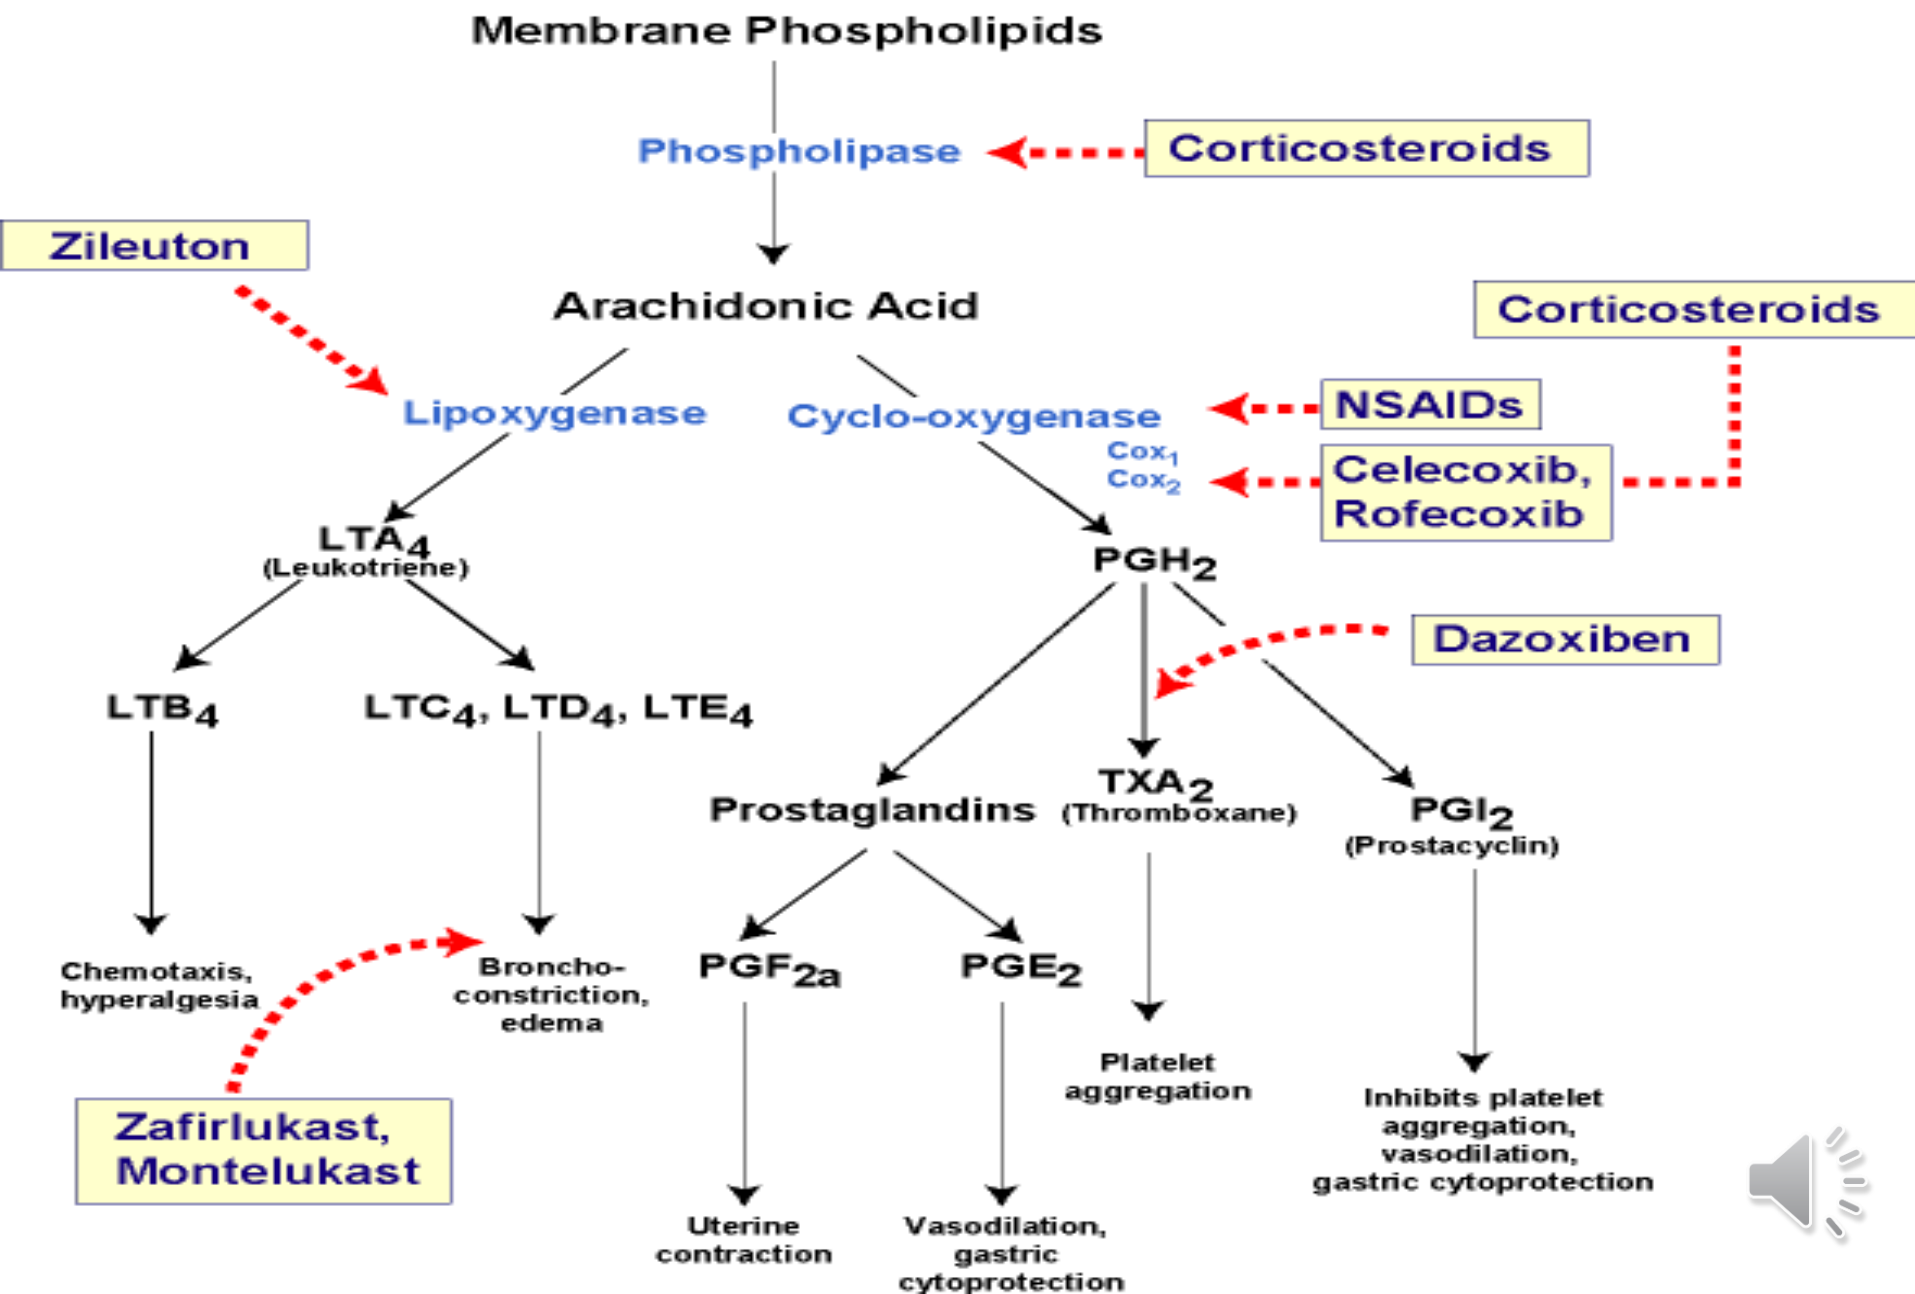 Membrane Phospholipids
Phospholipase
Corticosteroids
Zileuton
Arachidonic Acid
Corticosteroids
Lipoxygenase
Cyclo-oxygenase
Cox₁
Cox₂
NSAIDs
Celecoxib,
Rofecoxib
LTA₄
(Leukotriene)
PGH₂
Dazoxiben
LTB₄
LTC₄, LTD₄, LTE₄
Prostaglandins
TXA₂
(Thromboxane)
PGI₂
(Prostacyclin)
Chemotaxis,
hyperalgesia
Broncho-
constriction,
edema
PGF₂a
PGE₂
Platelet
aggregation
Inhibits platelet
aggregation,
vasodilation,
gastric cytoprotection
Zafirlukast,
Montelukast
Uterine
contraction
Vasodilation,
gastric
cytoprotection